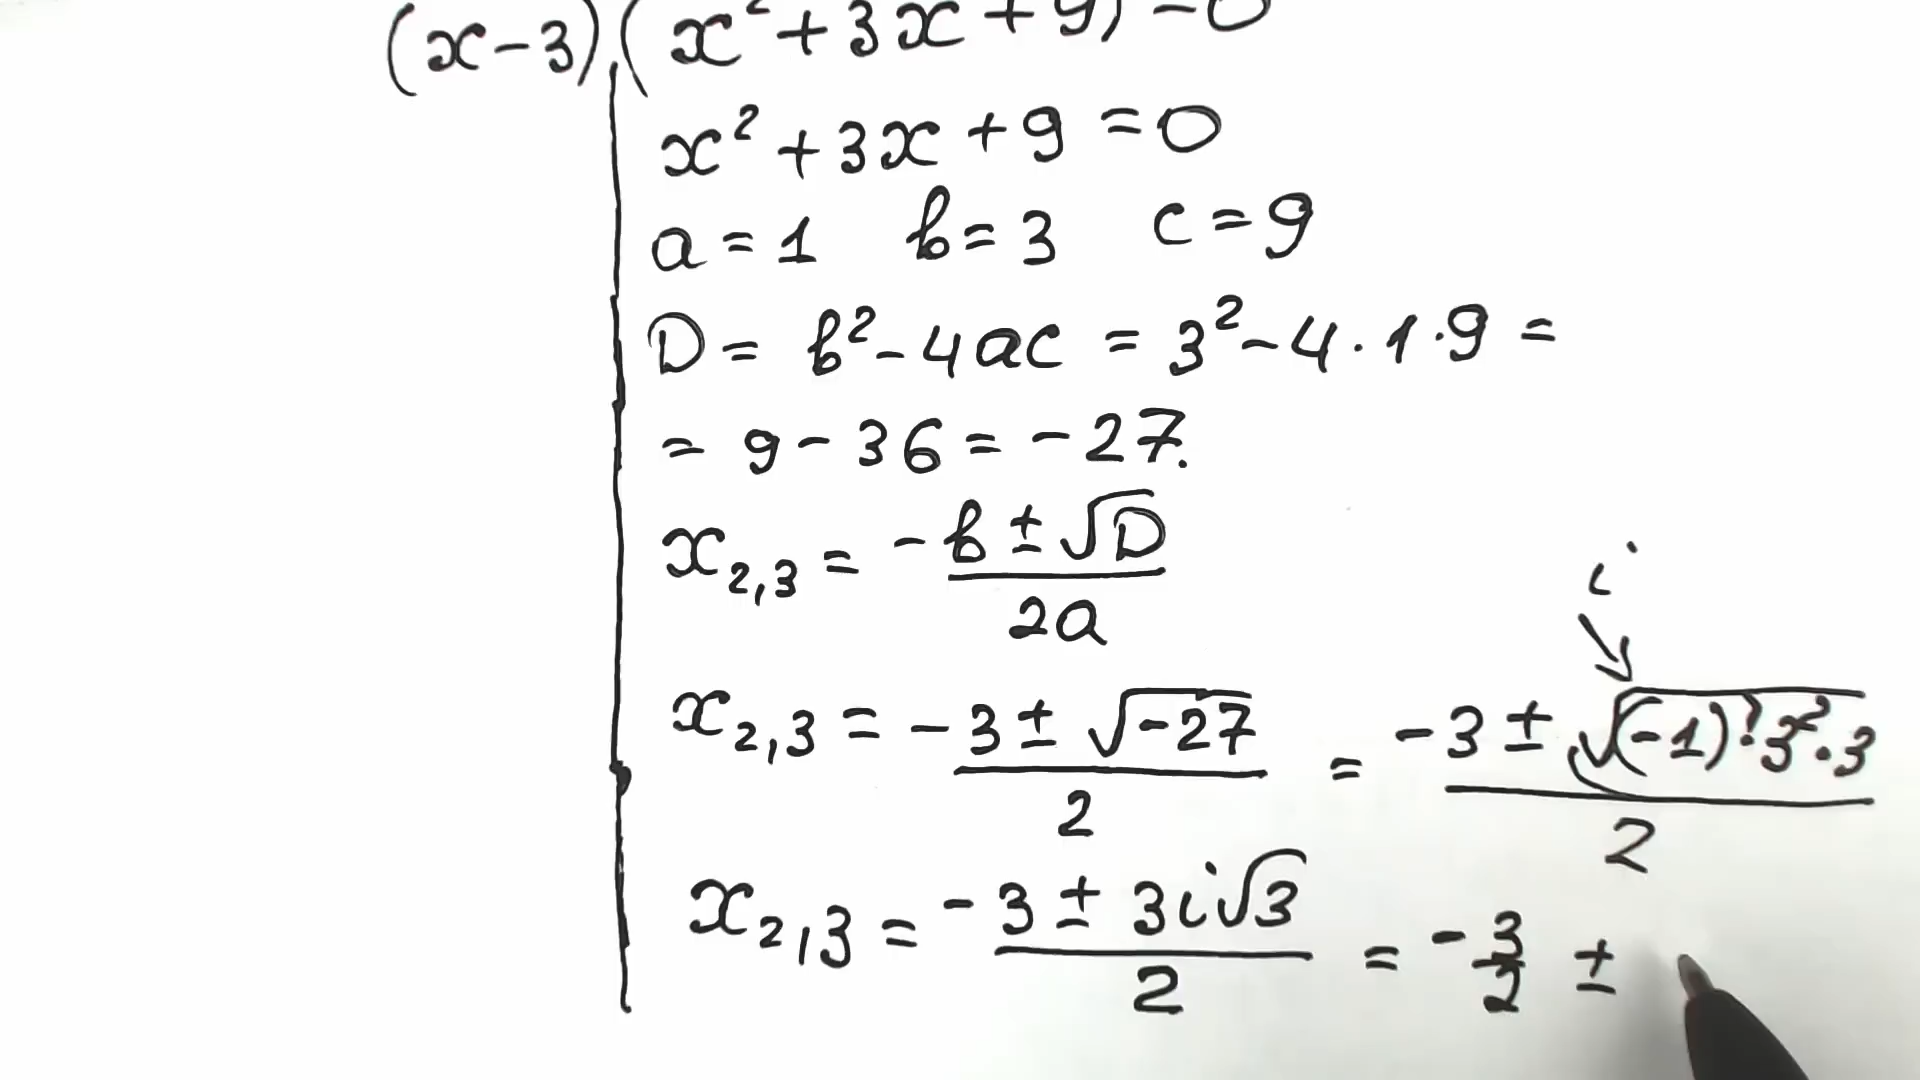 (x-3)(x²+3x+9)=0
x²+3x+9=0
a=1 b=3 c=9
D=b²-4ac=3²-4·1·9=
=9-36=-27.
x₂,₃=(-b±√D)/2a
i
x₂,₃=(-3±√-27)/2=(-3±√(-1)·3²·3)/2
x₂,₃=(-3±3i√3)/2=-3/2±